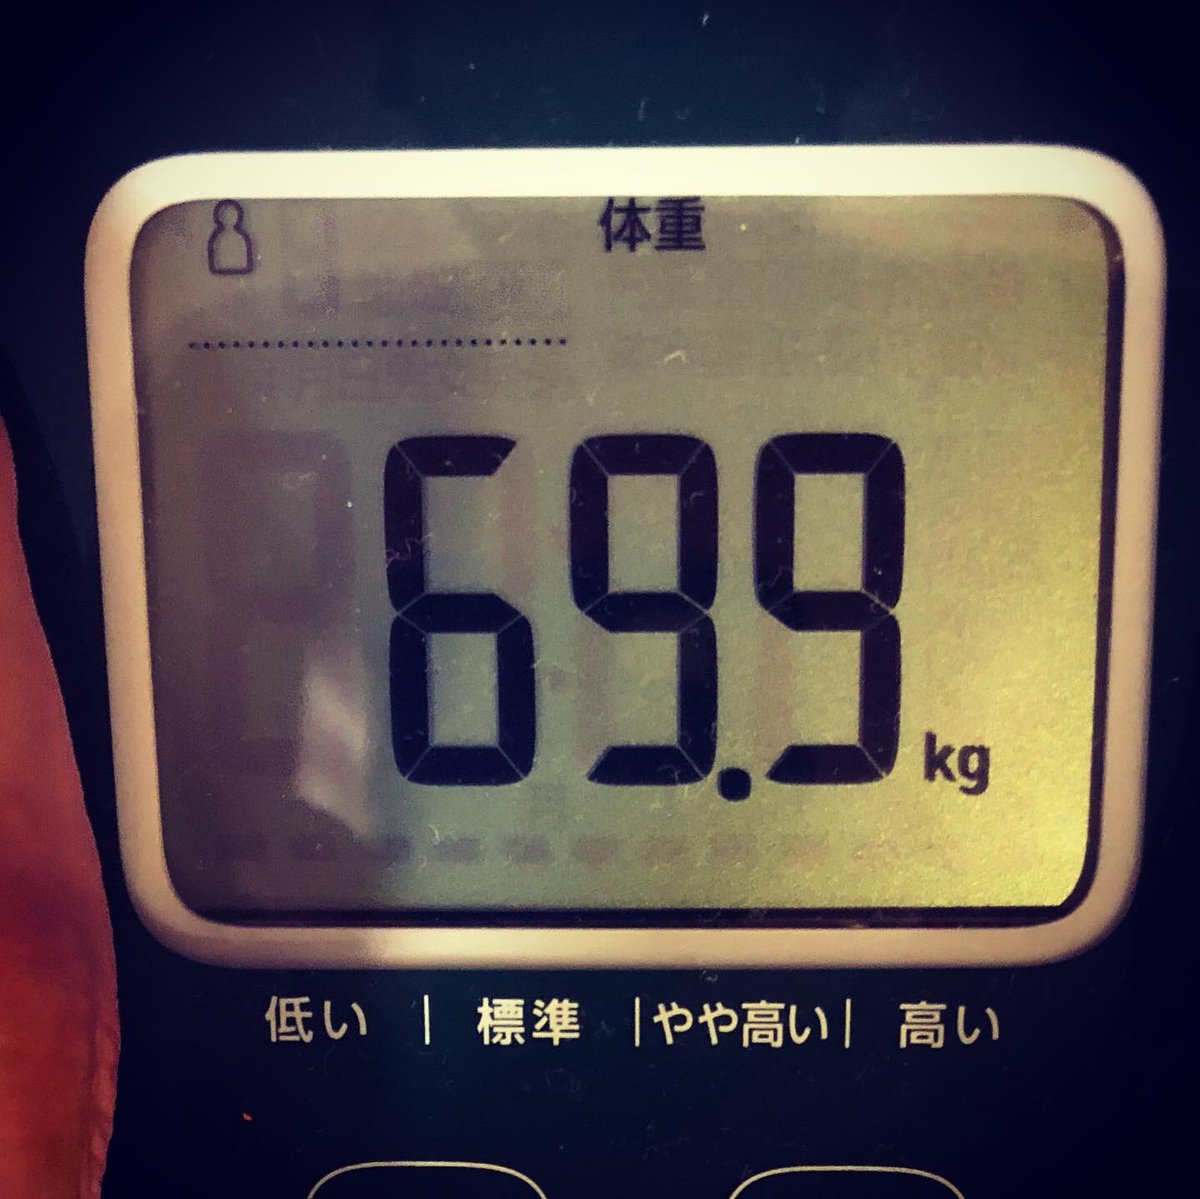 体重
69.9 kg
低い | 標準 | やや高い | 高い